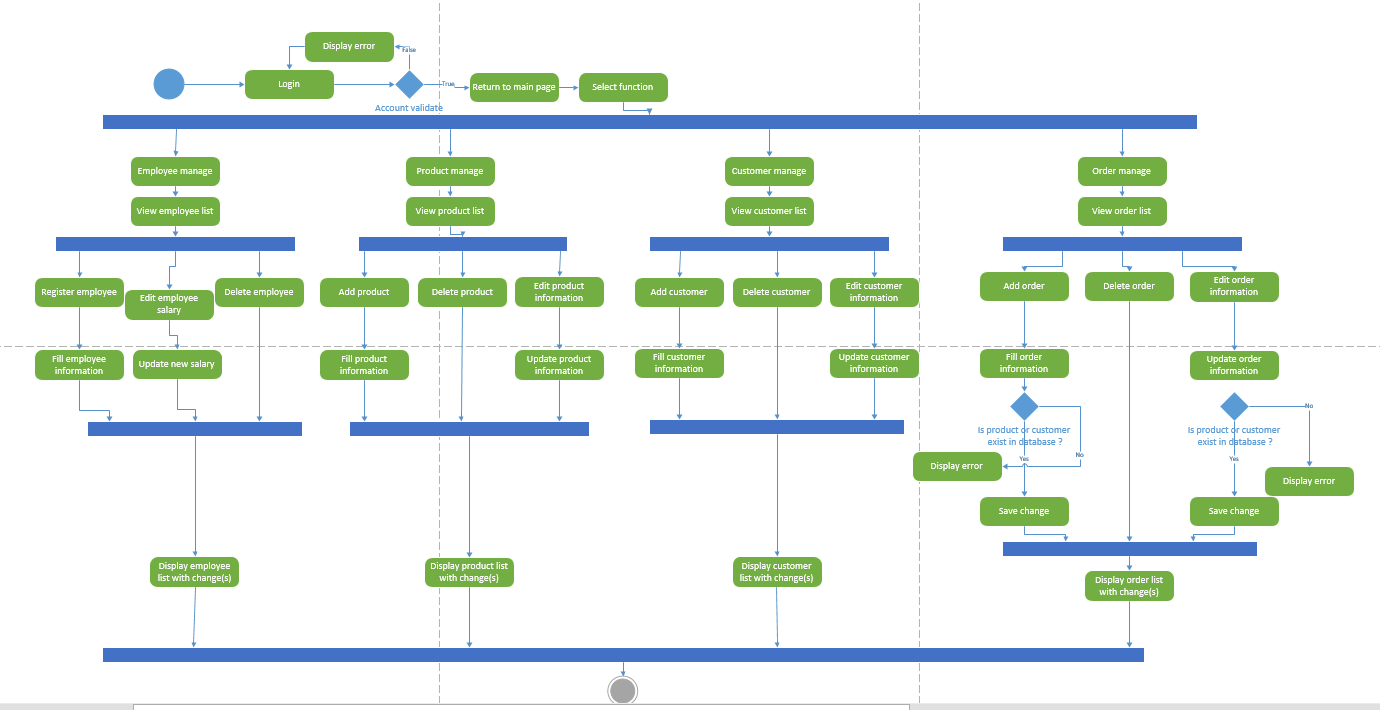 Display error
False
Login
True
Return to main page
Select function
Account validate
Employee manage
Product manage
Customer manage
Order manage
View employee list
View product list
View customer list
View order list
Register employee
Edit employee
salary
Delete employee
Add product
Delete product
Edit product
information
Add customer
Delete customer
Edit customer
information
Add order
Delete order
Edit order
information
Fill employee
information
Update new salary
Fill product
information
Update product
information
Fill customer
information
Update customer
information
Fill order
information
Update order
information
No
Is product or customer
exist in database ?
Is product or customer
exist in database ?
Yes
No
Yes
Display error
Display error
Save change
Save change
Display employee
list with change(s)
Display product list
with change(s)
Display customer
list with change(s)
Display order list
with change(s)